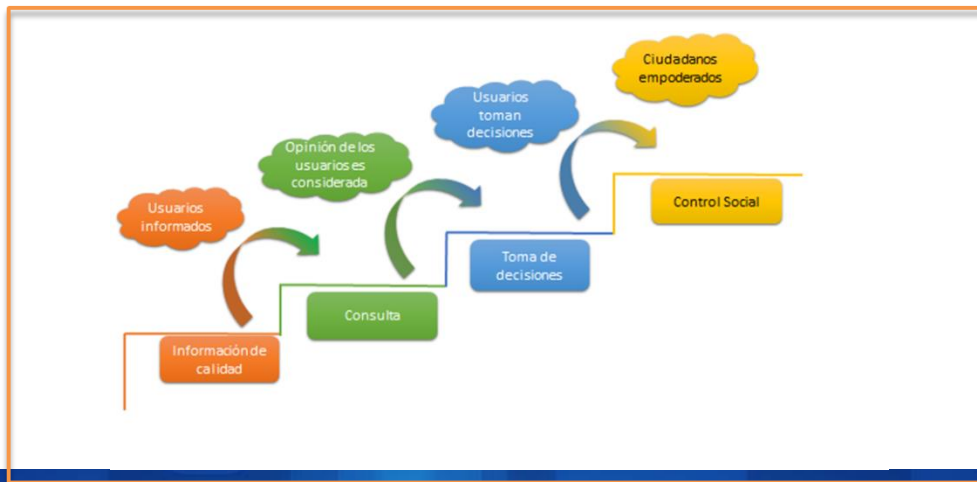 Ciudadanos
empoderados
Usuarios
toman
decisiones
Opinión de los
usuarios es
considerada
Usuarios
informados
Control Social
Toma de
decisiones
Consulta
Información de
calidad